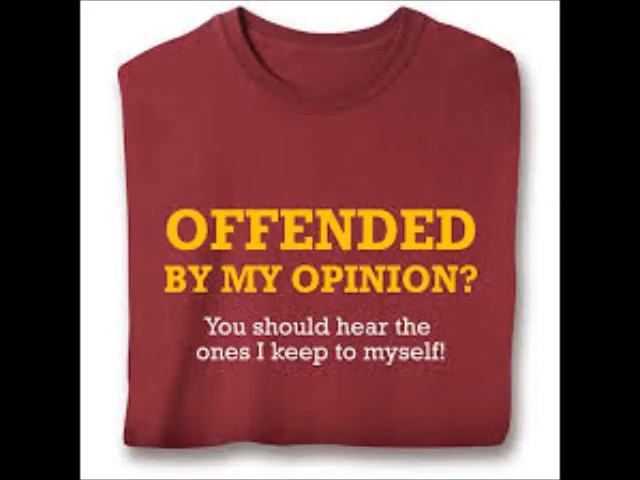 OFFENDED
BY MY OPINION?
You should hear the
ones I keep to myself!